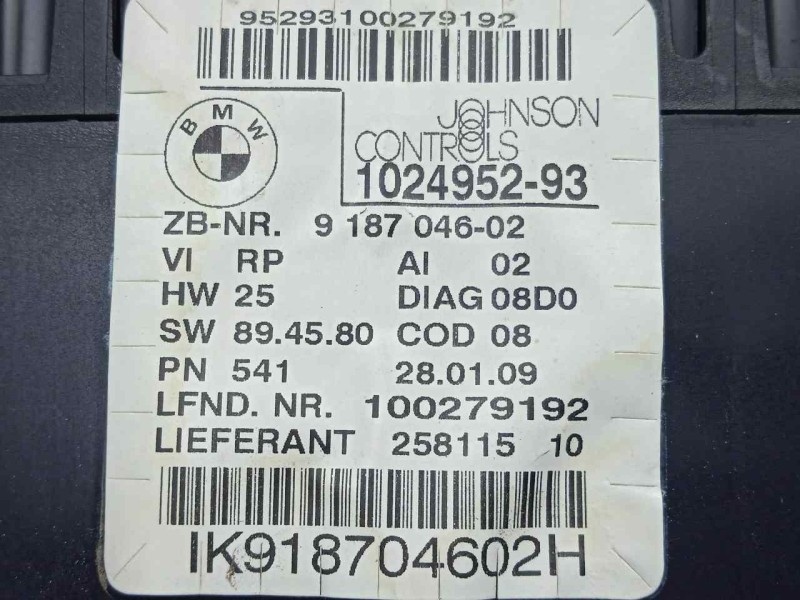 95293100279192
BMW
JOHNSON
CONTROLS
1024952-93
ZB-NR. 9 187 046-02
VI RP AI 02
HW 25 DIAG 08D0
SW 89.45.80 COD 08
PN 541 28.01.09
LFND. NR. 100279192
LIEFERANT 258115 10
IK918704602H